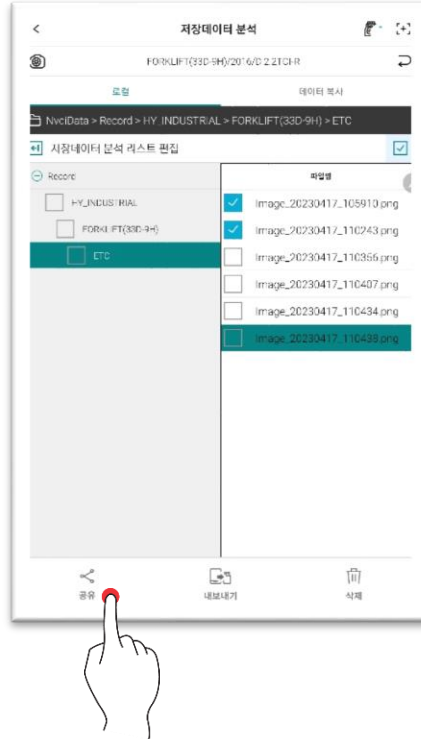 저장데이터 분석
FORKLIFT(33D-9H)/2016/D 2.2TCI-R
로컬
데이터 복사
NvciData > Record > HY_INDUSTRIAL > FORKLIFT(33D-9H) > ETC
저장데이터 분석 리스트 편집
Record
파일명
HY_INDUSTRIAL
Image_20230417_105910.png
FORKLIFT(33D-9H)
Image_20230417_110243.png
ETC
Image_20230417_110356.png
Image_20230417_110407.png
Image_20230417_110434.png
Image_20230417_110438.png
공유
내보내기
삭제